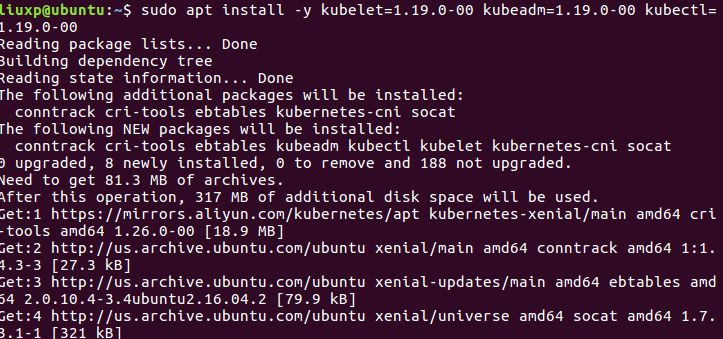 liuxp@ubuntu:~$ sudo apt install -y kubelet=1.19.0-00 kubeadm=1.19.0-00 kubectl=
1.19.0-00
Reading package lists... Done
Building dependency tree
Reading state information... Done
The following additional packages will be installed:
  conntrack cri-tools ebtables kubernetes-cni socat
The following NEW packages will be installed:
  conntrack cri-tools ebtables kubeadm kubectl kubelet kubernetes-cni socat
0 upgraded, 8 newly installed, 0 to remove and 188 not upgraded.
Need to get 81.3 MB of archives.
After this operation, 317 MB of additional disk space will be used.
Get:1 https://mirrors.aliyun.com/kubernetes/apt kubernetes-xenial/main amd64 cri
-tools amd64 1.26.0-00 [18.9 MB]
Get:2 http://us.archive.ubuntu.com/ubuntu xenial/main amd64 conntrack amd64 1:1.
4.3-3 [27.3 kB]
Get:3 http://us.archive.ubuntu.com/ubuntu xenial-updates/main amd64 ebtables amd
64 2.0.10.4-3.4ubuntu2.16.04.2 [79.9 kB]
Get:4 http://us.archive.ubuntu.com/ubuntu xenial/universe amd64 socat amd64 1.7.
3.1-1 [321 kB]